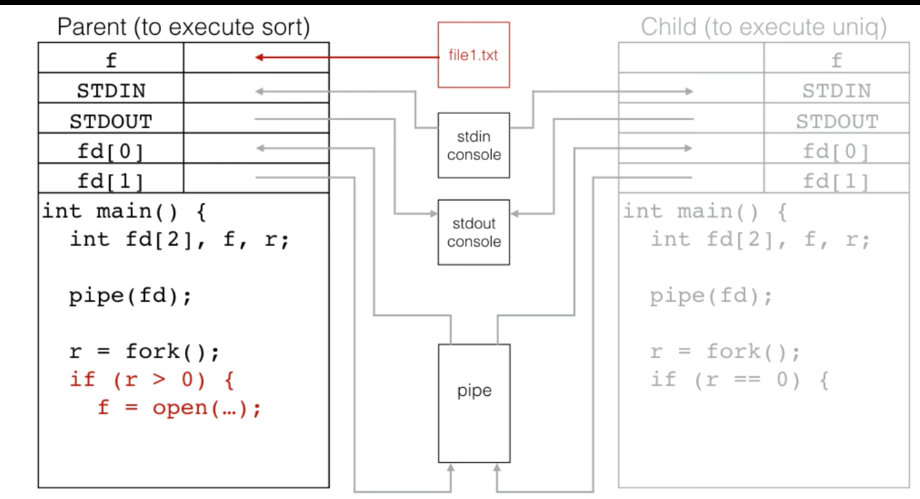 Parent (to execute sort)
f
STDIN
STDOUT
fd[0]
fd[1]
int main() {
int fd[2], f, r;
pipe(fd);
r = fork();
if (r > 0) {
f = open(…);
file1.txt
stdin
console
stdout
console
pipe
Child (to execute uniq)
f
STDIN
STDOUT
fd[0]
fd[1]
int main() {
int fd[2], f, r;
pipe(fd);
r = fork();
if (r == 0) {